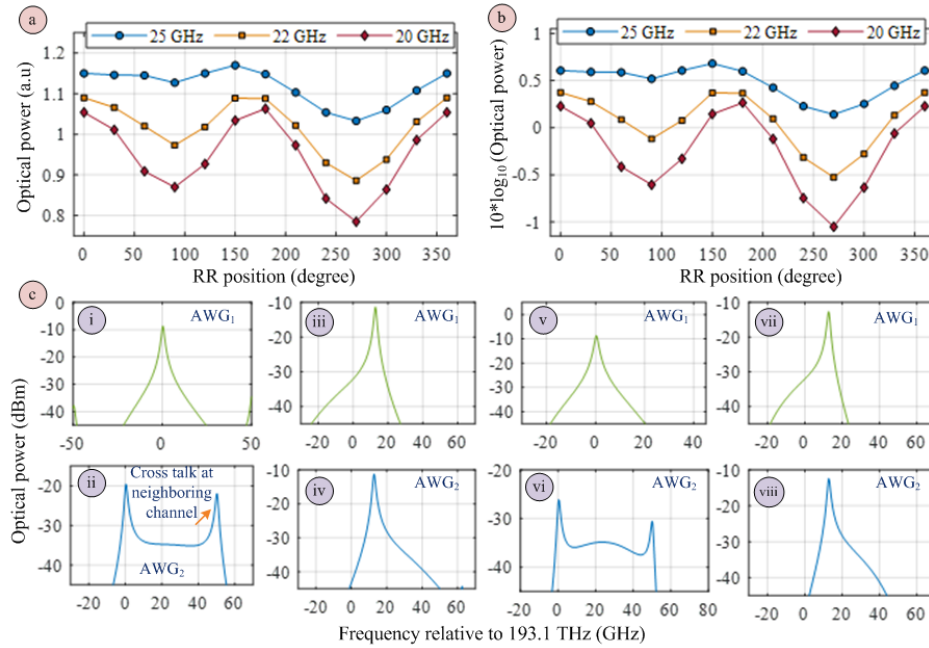 a
25 GHz 22 GHz 20 GHz
Optical power (a.u)
1.2
1.1
1
0.9
0.8
0 50 100 150 200 250 300 350
RR position (degree)
b
25 GHz 22 GHz 20 GHz
10*log10 (Optical power)
1
0.5
0
-0.5
-1
0 50 100 150 200 250 300 350
RR position (degree)
c
Optical power (dBm)
i
AWG1
0
-10
-20
-30
-40
-50 0 50
iii
AWG1
-10
-20
-30
-40
-20 0 20 40 60
v
AWG1
0
-10
-20
-30
-40
-20 0 20 40
vii
AWG1
-10
-20
-30
-40
-20 0 20 40 60
ii
Cross talk at
neighboring
channel
AWG2
-20
-30
-40
-20 0 20 40 60
iv
AWG2
-10
-20
-30
-40
-20 0 20 40 60
vi
AWG2
-20
-30
-40
-20 0 20 40 60 80
viii
AWG2
-10
-20
-30
-40
-20 0 20 40 60
Frequency relative to 193.1 THz (GHz)